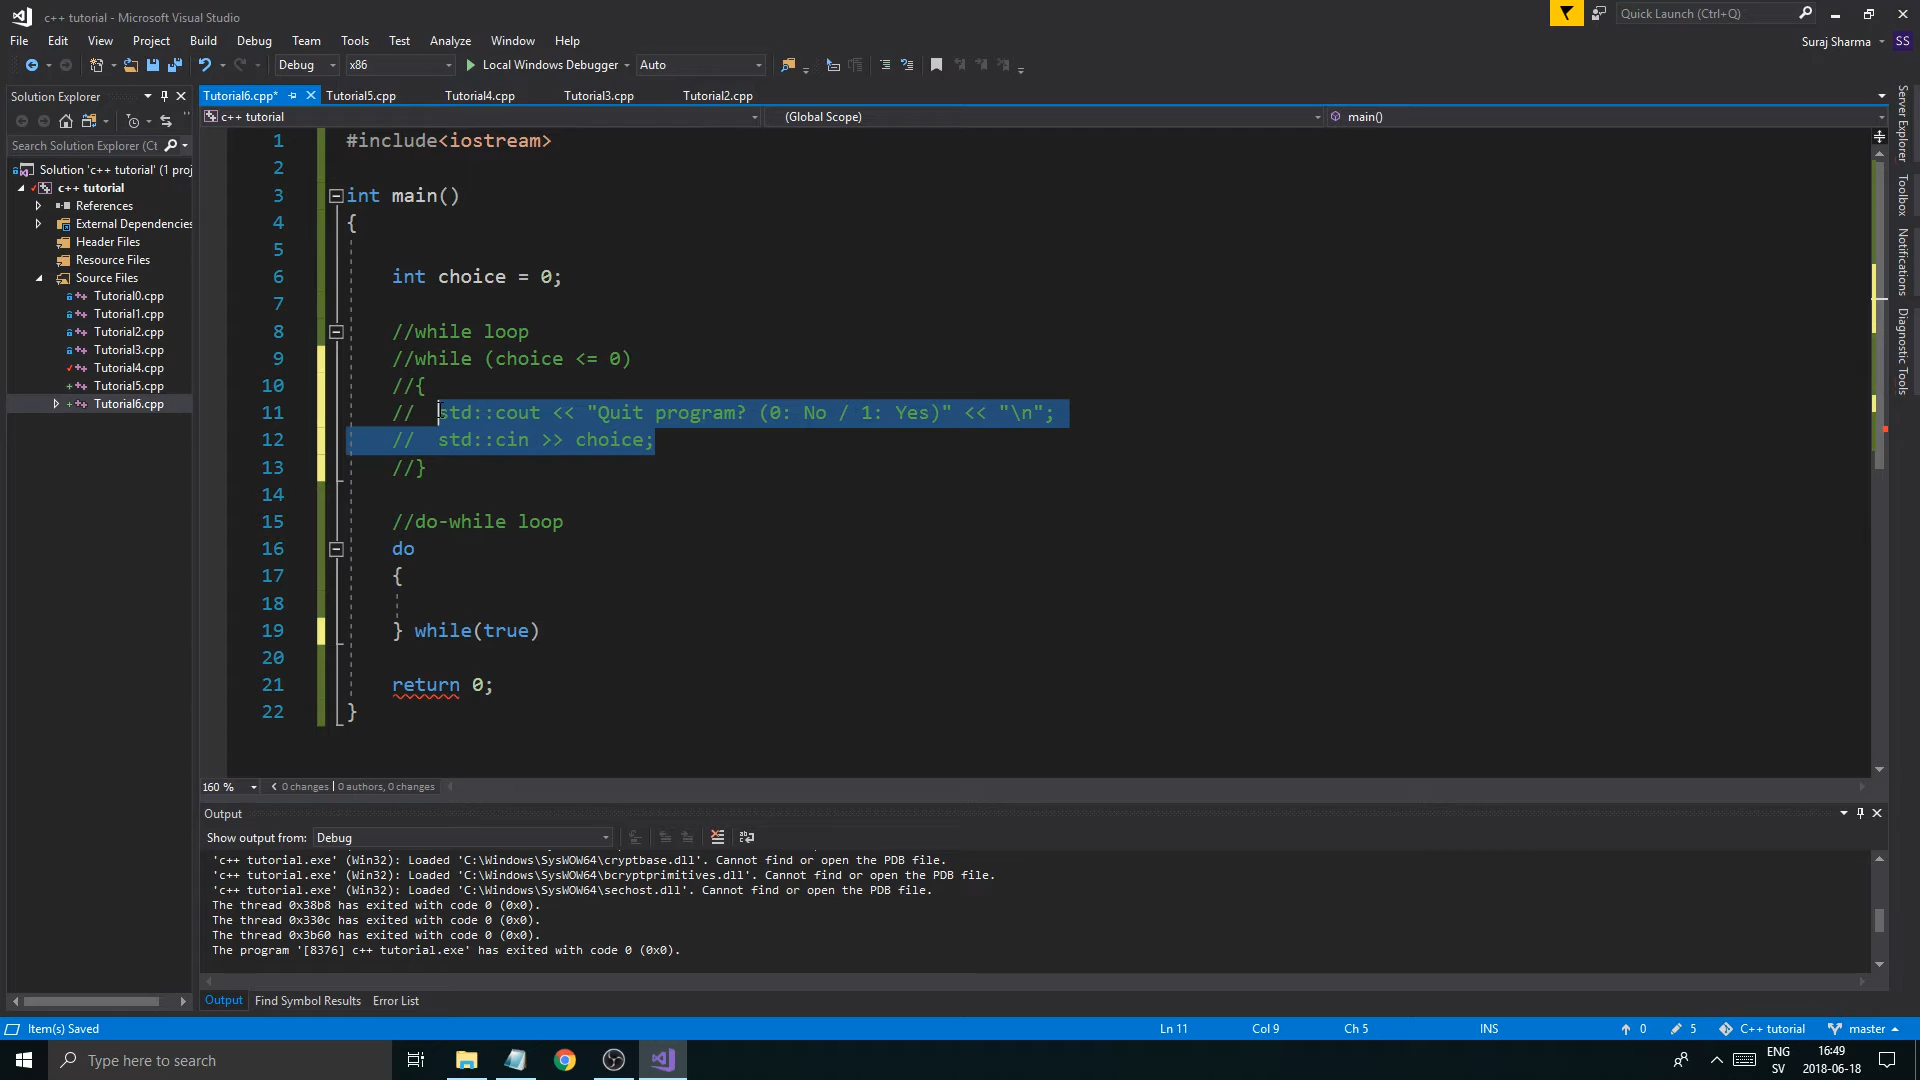 c++ tutorial - Microsoft Visual Studio
Quick Launch (Ctrl+Q)
File Edit View Project Build Debug Team Tools Test Analyze Window Help
Suraj Sharma SS
Debug x86 Local Windows Debugger Auto
Solution Explorer
Tutorial6.cpp* Tutorial5.cpp Tutorial4.cpp Tutorial3.cpp Tutorial2.cpp
c++ tutorial (Global Scope) main()
Search Solution Explorer (Ct
Solution 'c++ tutorial' (1 proj
c++ tutorial
References
External Dependencies
Header Files
Resource Files
Source Files
Tutorial0.cpp
Tutorial1.cpp
Tutorial2.cpp
Tutorial3.cpp
Tutorial4.cpp
Tutorial5.cpp
Tutorial6.cpp
1 #include<iostream>
2
3 int main()
4 {
5
6 int choice = 0;
7
8 //while loop
9 //while (choice <= 0)
10 //{
11 // std::cout << "Quit program? (0: No / 1: Yes)" << "\n";
12 // std::cin >> choice;
13 //}
14
15 //do-while loop
16 do
17 {
18
19 } while(true)
20
21 return 0;
22 }
Server Explorer
Toolbox
Notifications
Diagnostic Tools
160 % 0 changes | 0 authors, 0 changes
Output
Show output from: Debug
'c++ tutorial.exe' (Win32): Loaded 'C:\Windows\SysWOW64\cryptbase.dll'. Cannot find or open the PDB file.
'c++ tutorial.exe' (Win32): Loaded 'C:\Windows\SysWOW64\bcryptprimitives.dll'. Cannot find or open the PDB file.
'c++ tutorial.exe' (Win32): Loaded 'C:\Windows\SysWOW64\sechost.dll'. Cannot find or open the PDB file.
The thread 0x38b8 has exited with code 0 (0x0).
The thread 0x330c has exited with code 0 (0x0).
The thread 0x3b60 has exited with code 0 (0x0).
The program '[8376] c++ tutorial.exe' has exited with code 0 (0x0).
Output Find Symbol Results Error List
Item(s) Saved Ln 11 Col 9 Ch 5 INS 0 5 C++ tutorial master
Type here to search
ENG 16:49
SV 2018-06-18